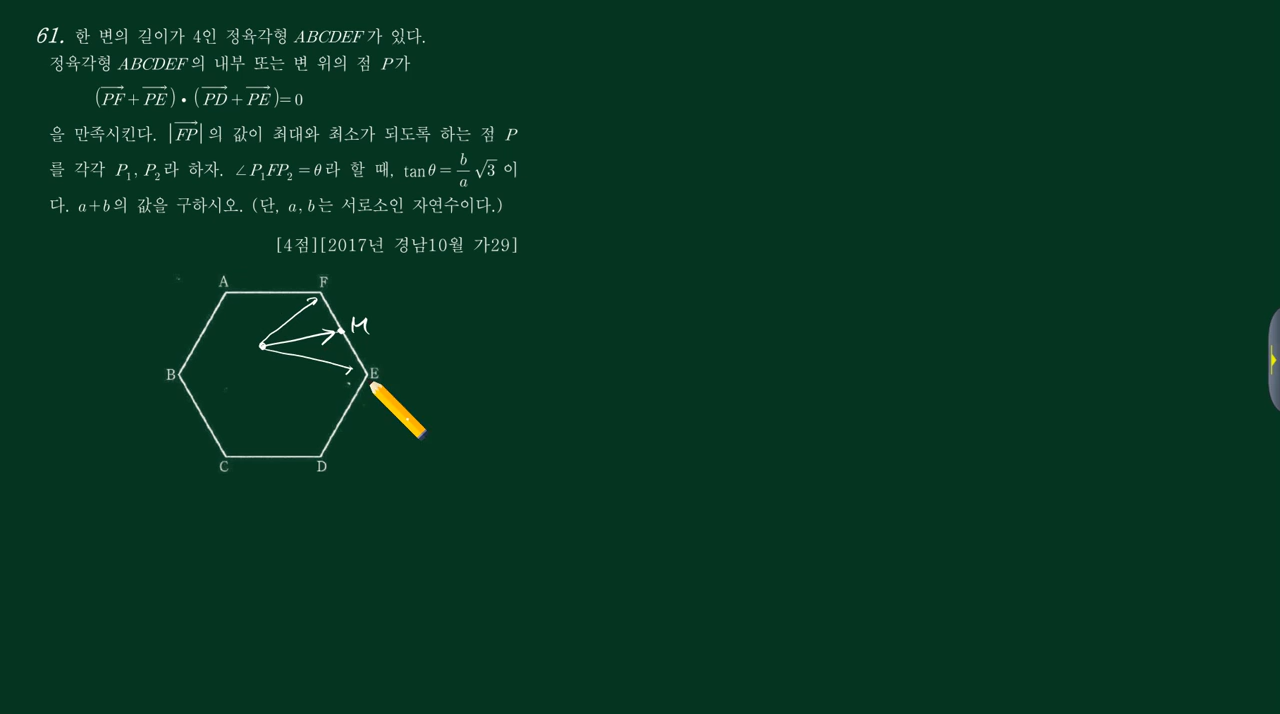 61. 한 변의 길이가 4인 정육각형 ABCDEF가 있다.
정육각형 ABCDEF의 내부 또는 변 위의 점 P가
(PF⃗ + PE⃗) • (PD⃗ + PE⃗)=0
을 만족시킨다. |FP⃗|의 값이 최대와 최소가 되도록 하는 점 P
를 각각 P₁, P₂라 하자. ∠P₁FP₂=θ라 할 때, tanθ=b/a √3 이
다. a+b의 값을 구하시오. (단, a, b는 서로소인 자연수이다.)
[4점][2017년 경남10월 가29]
A F
M
B E
C D